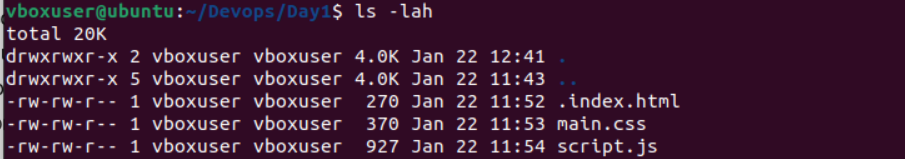 vboxuser@ubuntu:~/Devops/Day1$ ls -lah
total 20K
drwxrwxr-x 2 vboxuser vboxuser 4.0K Jan 22 12:41 .
drwxrwxr-x 5 vboxuser vboxuser 4.0K Jan 22 11:43 ..
-rw-rw-r-- 1 vboxuser vboxuser  270 Jan 22 11:52 .index.html
-rw-rw-r-- 1 vboxuser vboxuser  370 Jan 22 11:53 main.css
-rw-rw-r-- 1 vboxuser vboxuser  927 Jan 22 11:54 script.js